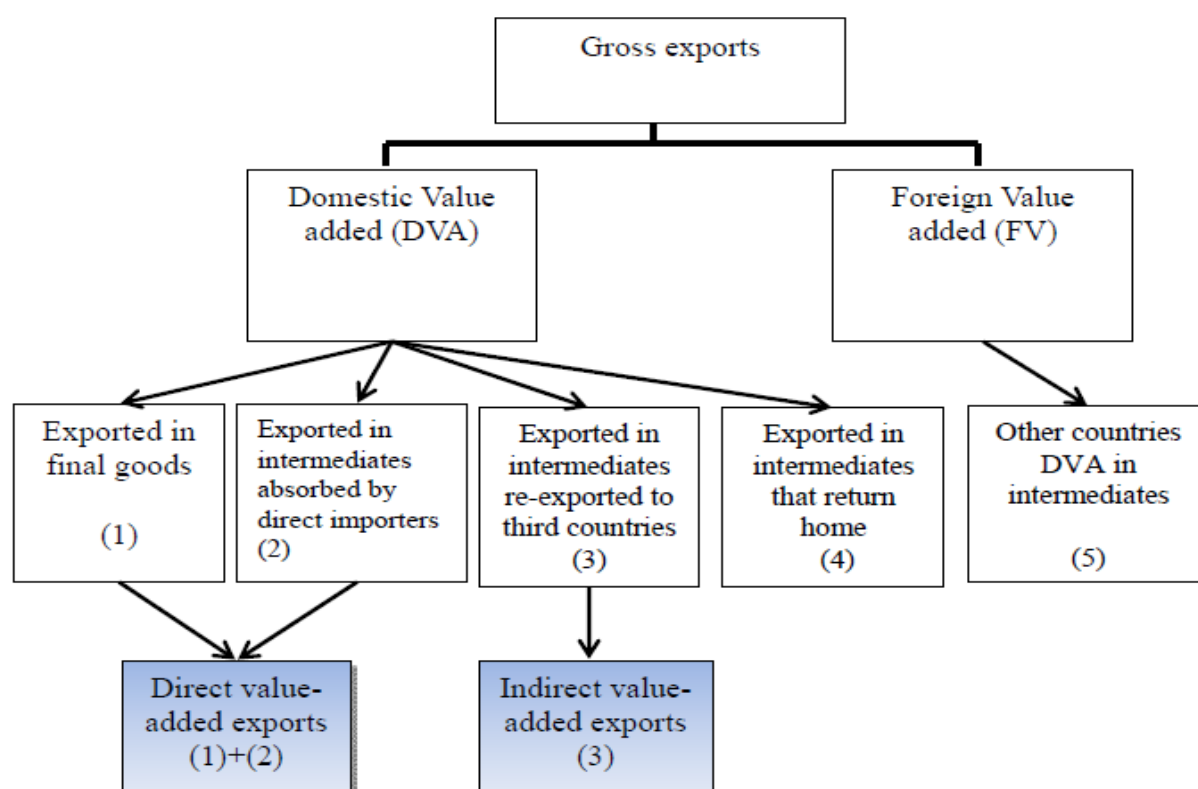 Gross exports
Domestic Value
added (DVA)
Foreign Value
added (FV)
Exported in
final goods
(1)
Exported in
intermediates
absorbed by
direct importers
(2)
Exported in
intermediates
re-exported to
third countries
(3)
Exported in
intermediates
that return
home
(4)
Other countries
DVA in
intermediates
(5)
Direct value-
added exports
(1)+(2)
Indirect value-
added exports
(3)